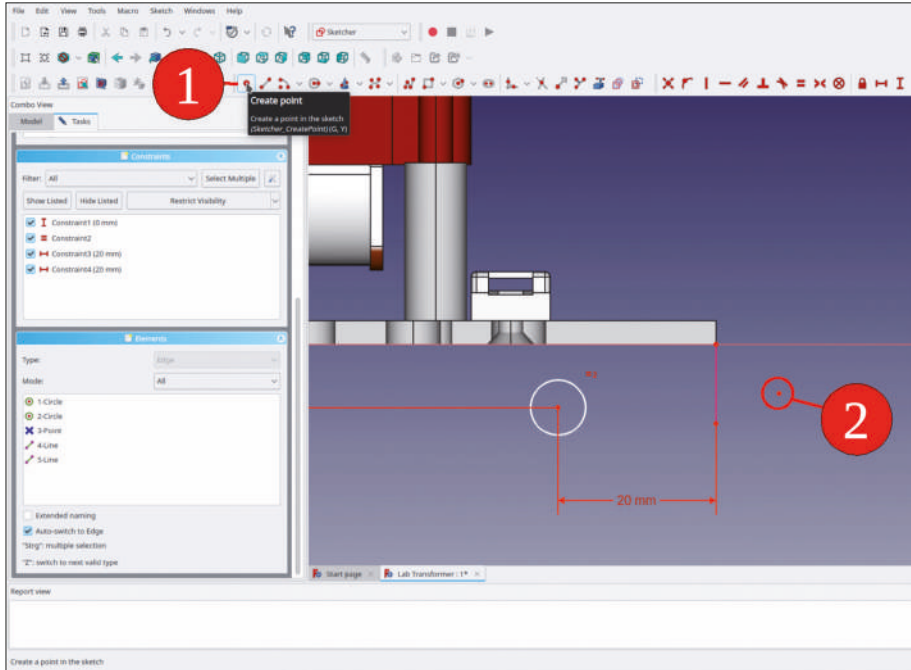 File Edit View Tools Macro Sketch Windows Help
Sketcher
1
Create point
Create a point in the sketch
(Sketcher_CreatePoint) (G, Y)
Combo View
Model Tasks
Constraints
Filter: All Select Multiple
Show Listed Hide Listed Restrict Visibility
Constraint1 (0 mm)
Constraint2
Constraint3 (20 mm)
Constraint4 (20 mm)
Elements
Type: Edge
Mode: All
1-Circle
2-Circle
3-Point
4-Line
5-Line
Extended naming
Auto-switch to Edge
"Strg": multiple selection
"Z": switch to next valid type
2
20 mm
Start page Lab Transformer : 1*
Report view
Create a point in the sketch